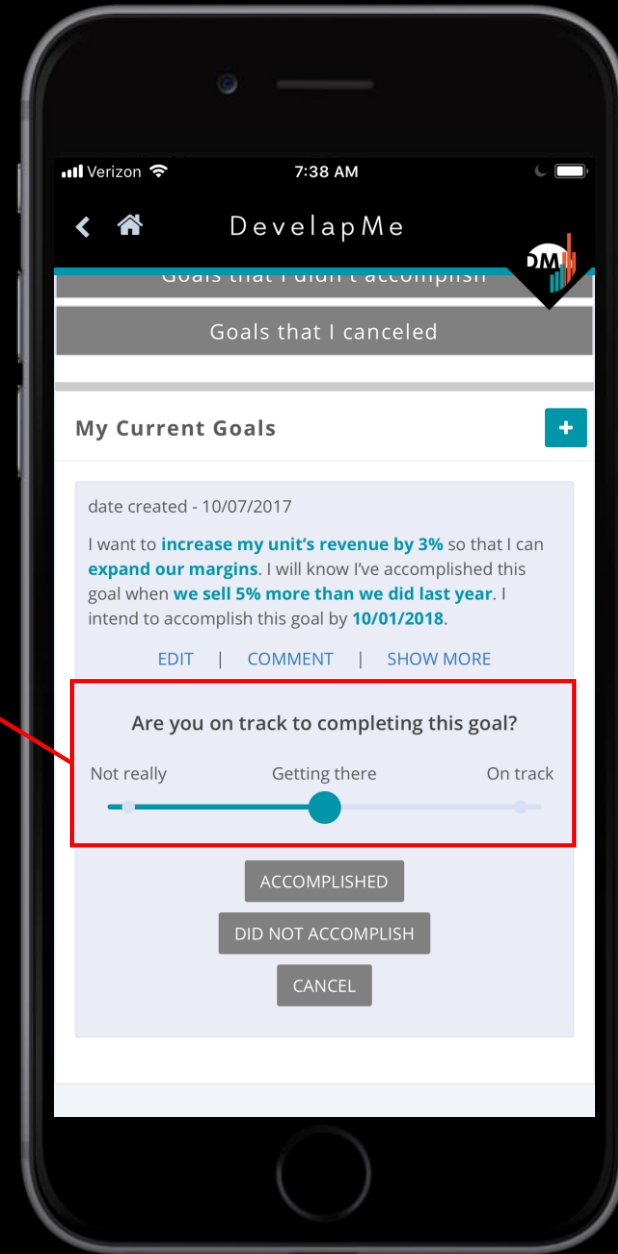 Verizon 7:38 AM
DevelapMe
DM
Goals that I didn't accomplish
Goals that I canceled
My Current Goals +
date created - 10/07/2017
I want to increase my unit's revenue by 3% so that I can
expand our margins. I will know I've accomplished this
goal when we sell 5% more than we did last year. I
intend to accomplish this goal by 10/01/2018.
EDIT | COMMENT | SHOW MORE
Are you on track to completing this goal?
Not really Getting there On track
ACCOMPLISHED
DID NOT ACCOMPLISH
CANCEL